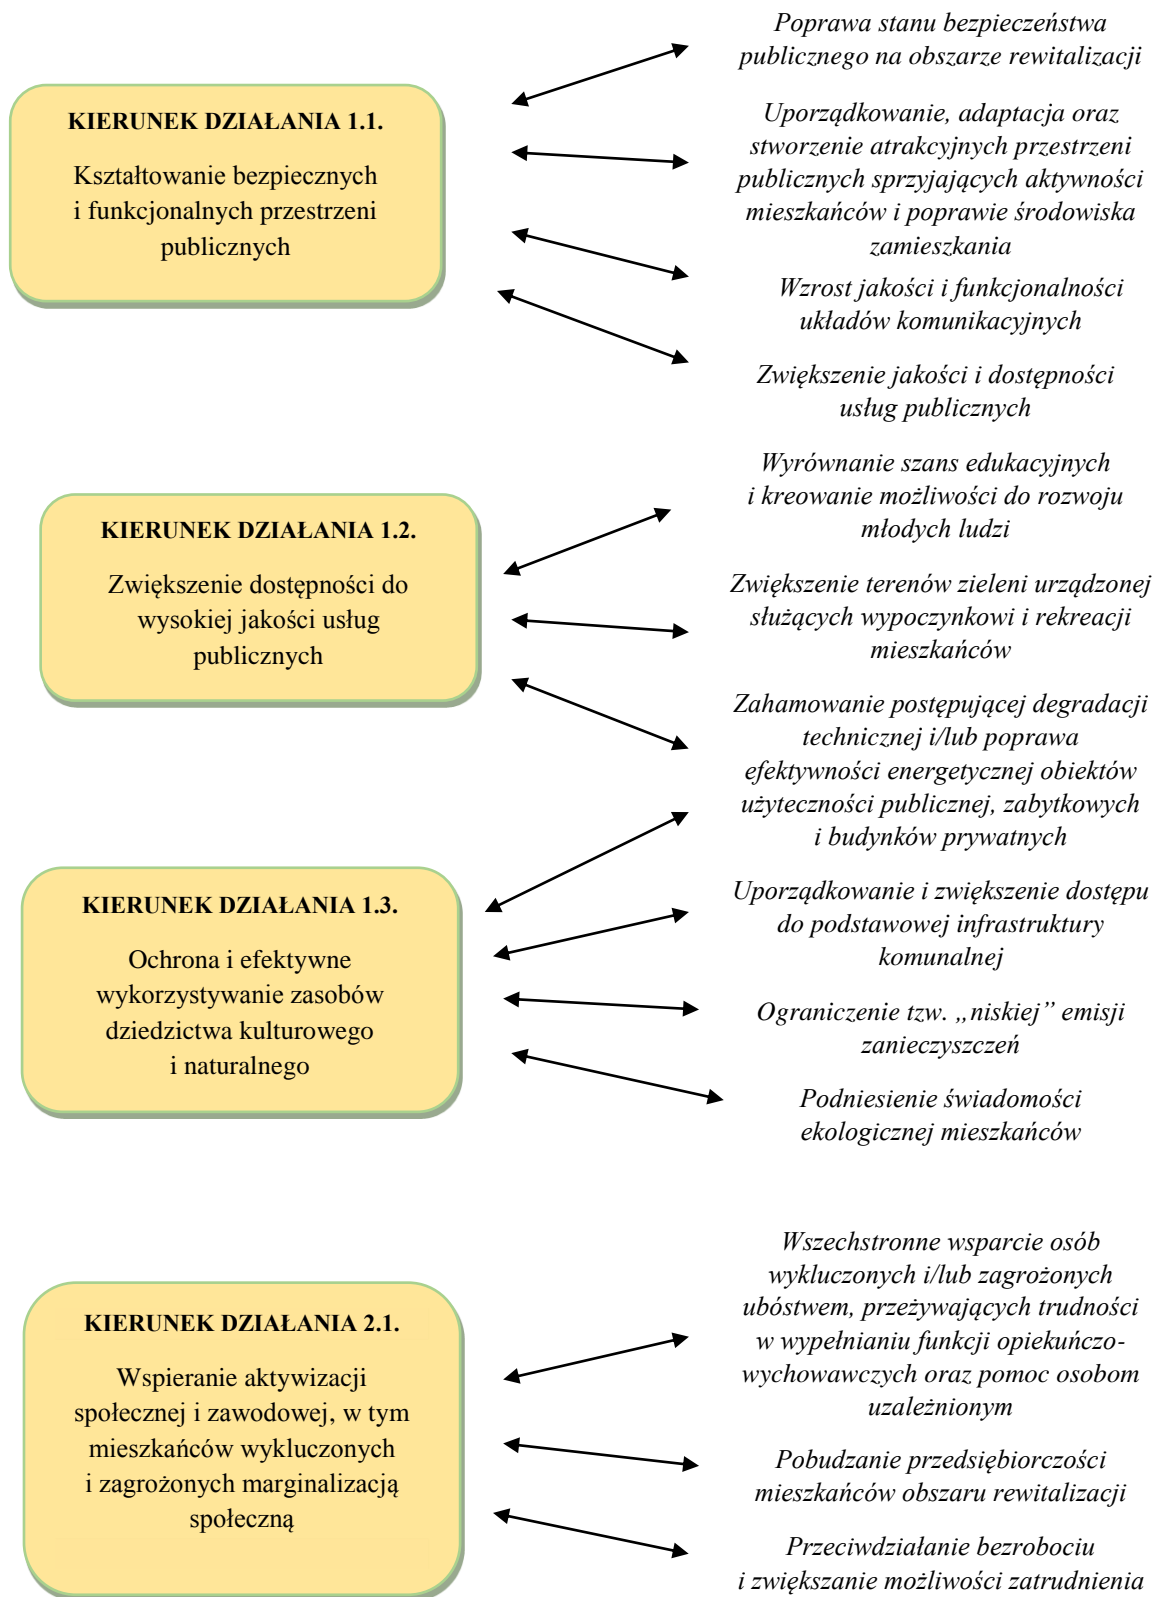 Poprawa stanu bezpieczeństwa
publicznego na obszarze rewitalizacji
KIERUNEK DZIAŁANIA 1.1.
Kształtowanie bezpiecznych
i funkcjonalnych przestrzeni
publicznych
Uporządkowanie, adaptacja oraz
stworzenie atrakcyjnych przestrzeni
publicznych sprzyjających aktywności
mieszkańców i poprawie środowiska
zamieszkania
Wzrost jakości i funkcjonalności
układów komunikacyjnych
Zwiększenie jakości i dostępności
usług publicznych
KIERUNEK DZIAŁANIA 1.2.
Zwiększenie dostępności do
wysokiej jakości usług
publicznych
Wyrównanie szans edukacyjnych
i kreowanie możliwości do rozwoju
młodych ludzi
Zwiększenie terenów zieleni urządzonej
służących wypoczynkowi i rekreacji
mieszkańców
Zahamowanie postępującej degradacji
technicznej i/lub poprawa
efektywności energetycznej obiektów
użyteczności publicznej, zabytkowych
i budynków prywatnych
KIERUNEK DZIAŁANIA 1.3.
Ochrona i efektywne
wykorzystywanie zasobów
dziedzictwa kulturowego
i naturalnego
Uporządkowanie i zwiększenie dostępu
do podstawowej infrastruktury
komunalnej
Ograniczenie tzw. „niskiej” emisji
zanieczyszczeń
Podniesienie świadomości
ekologicznej mieszkańców
KIERUNEK DZIAŁANIA 2.1.
Wspieranie aktywizacji
społecznej i zawodowej, w tym
mieszkańców wykluczonych
i zagrożonych marginalizacją
społeczną
Wszechstronne wsparcie osób
wykluczonych i/lub zagrożonych
ubóstwem, przeżywających trudności
w wypełnianiu funkcji opiekuńczo-
wychowawczych oraz pomoc osobom
uzależnionym
Pobudzanie przedsiębiorczości
mieszkańców obszaru rewitalizacji
Przeciwdziałanie bezrobociu
i zwiększanie możliwości zatrudnienia